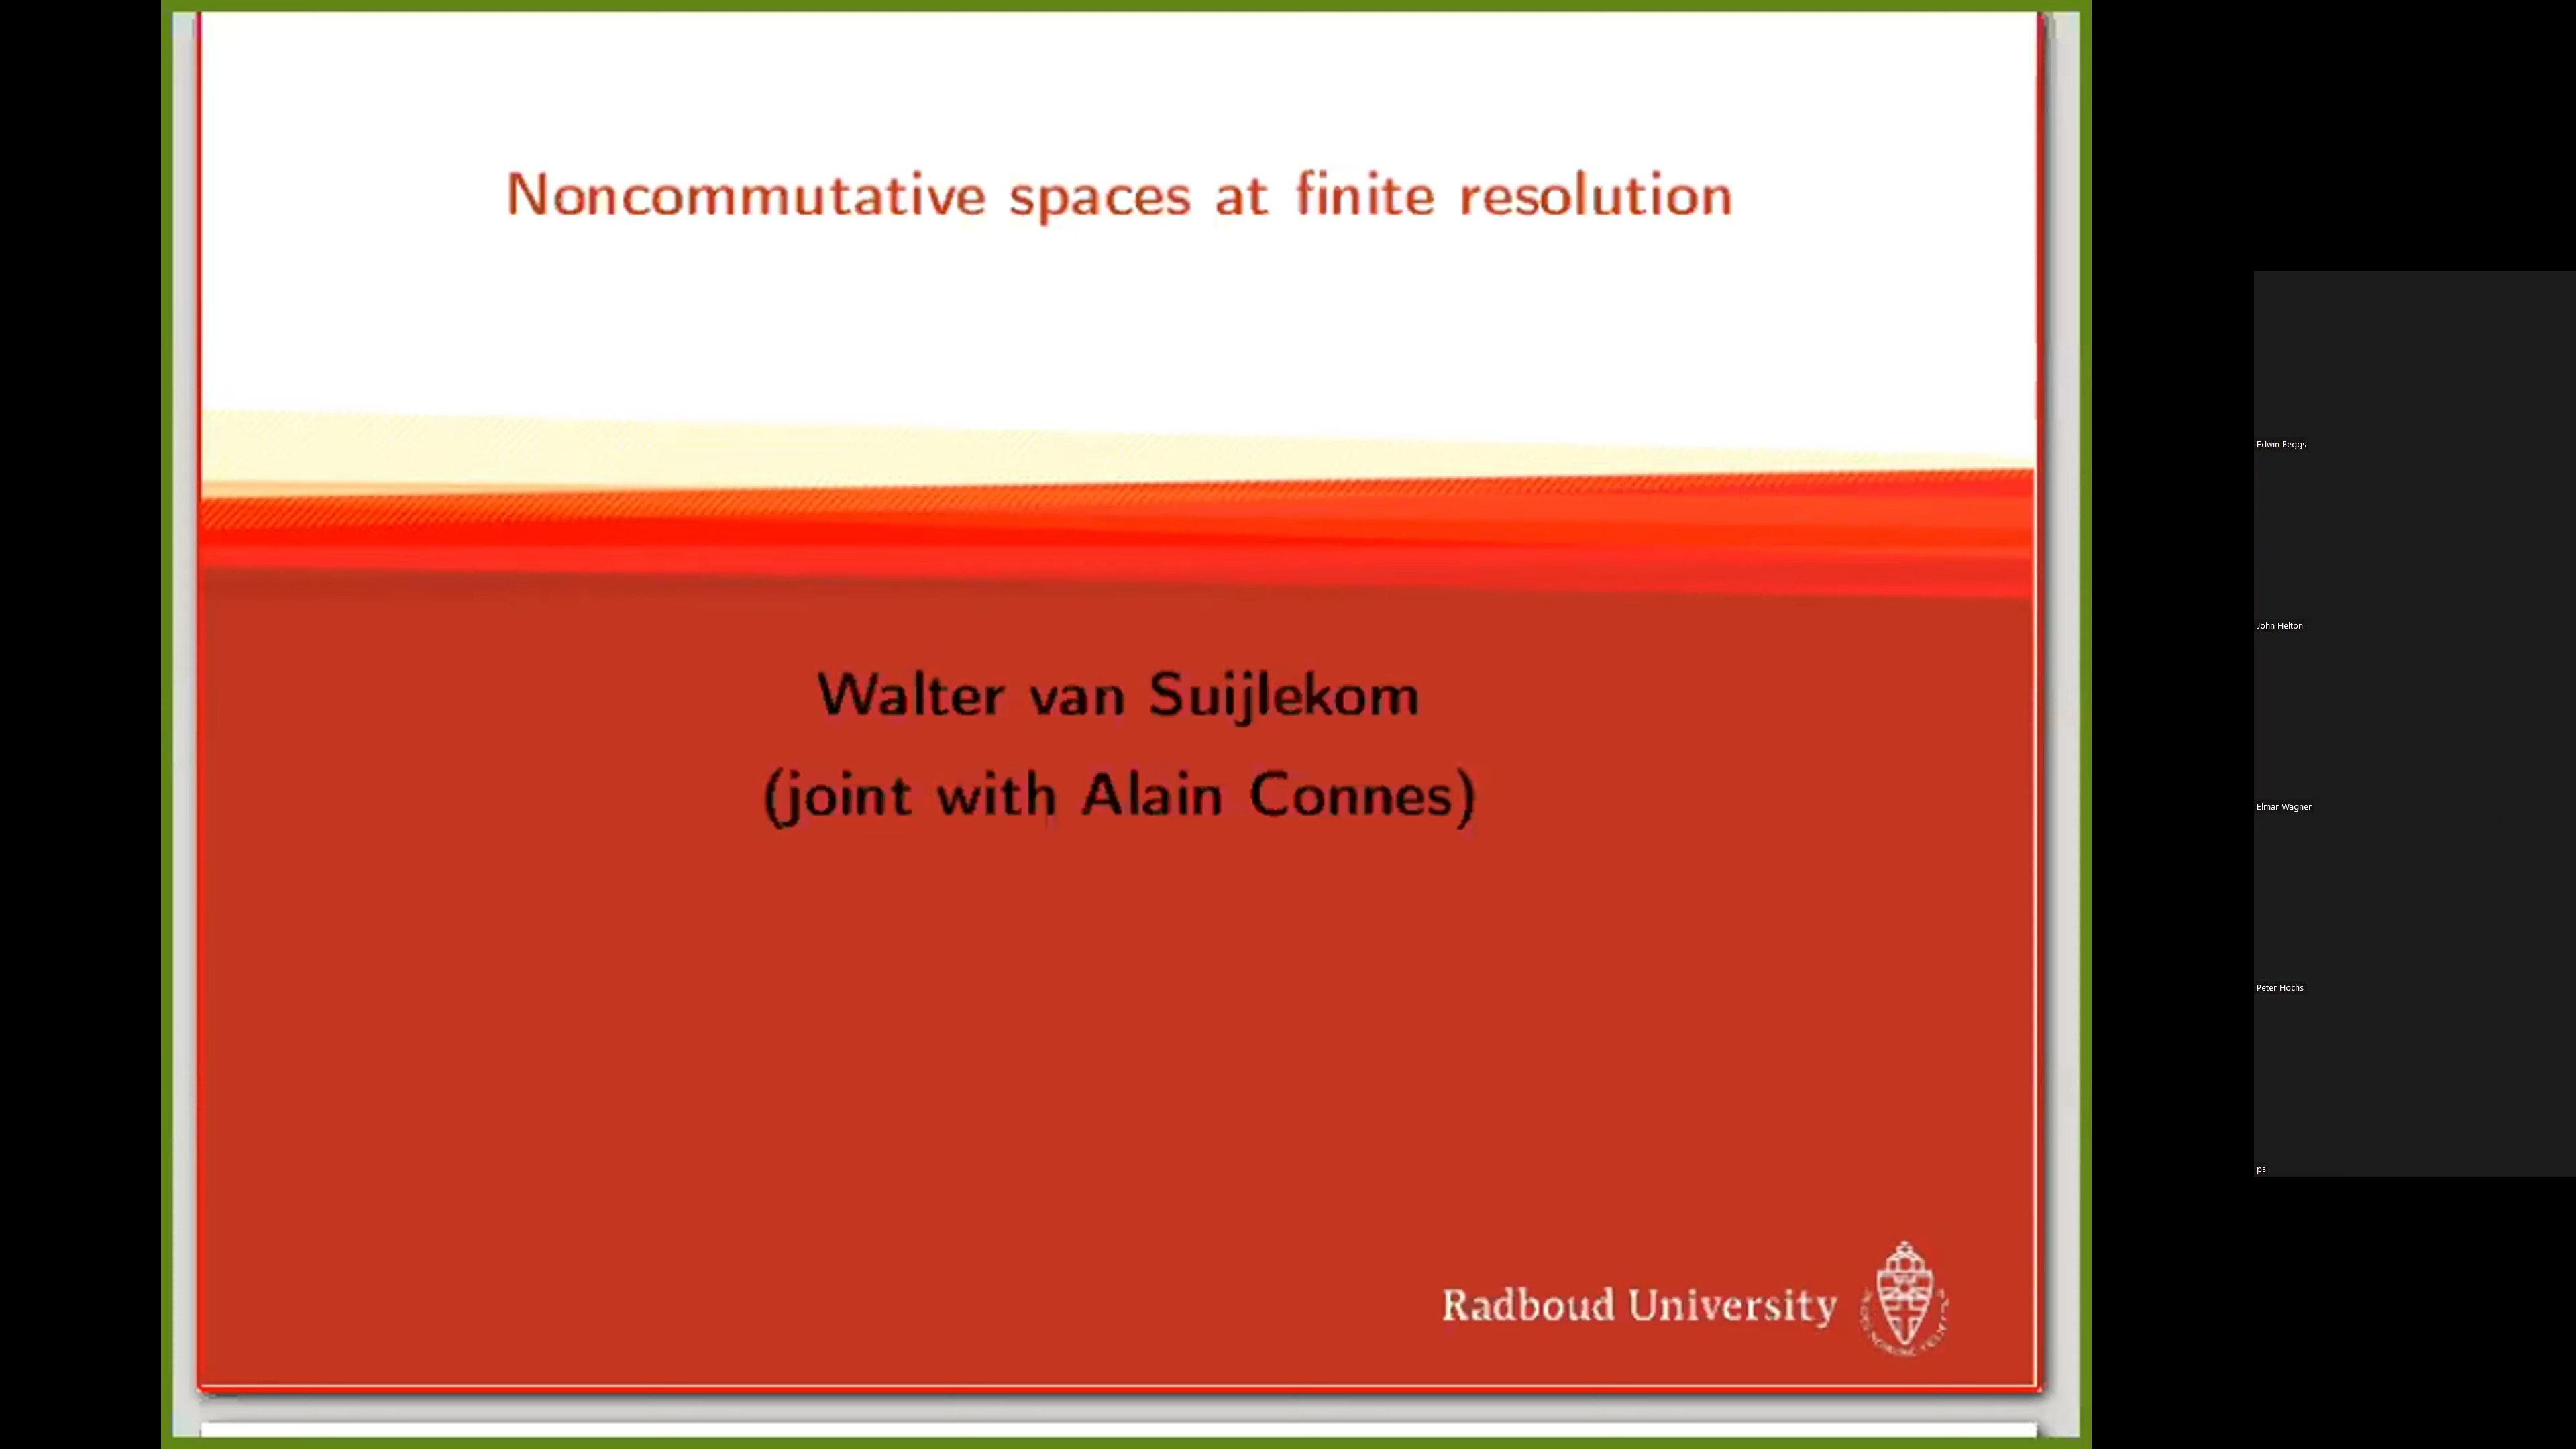 Noncommutative spaces at finite resolution
Walter van Suijlekom
(joint with Alain Connes)
Radboud University
Edwin Beggs
John Helton
Elmar Wagner
Peter Hochs
ps